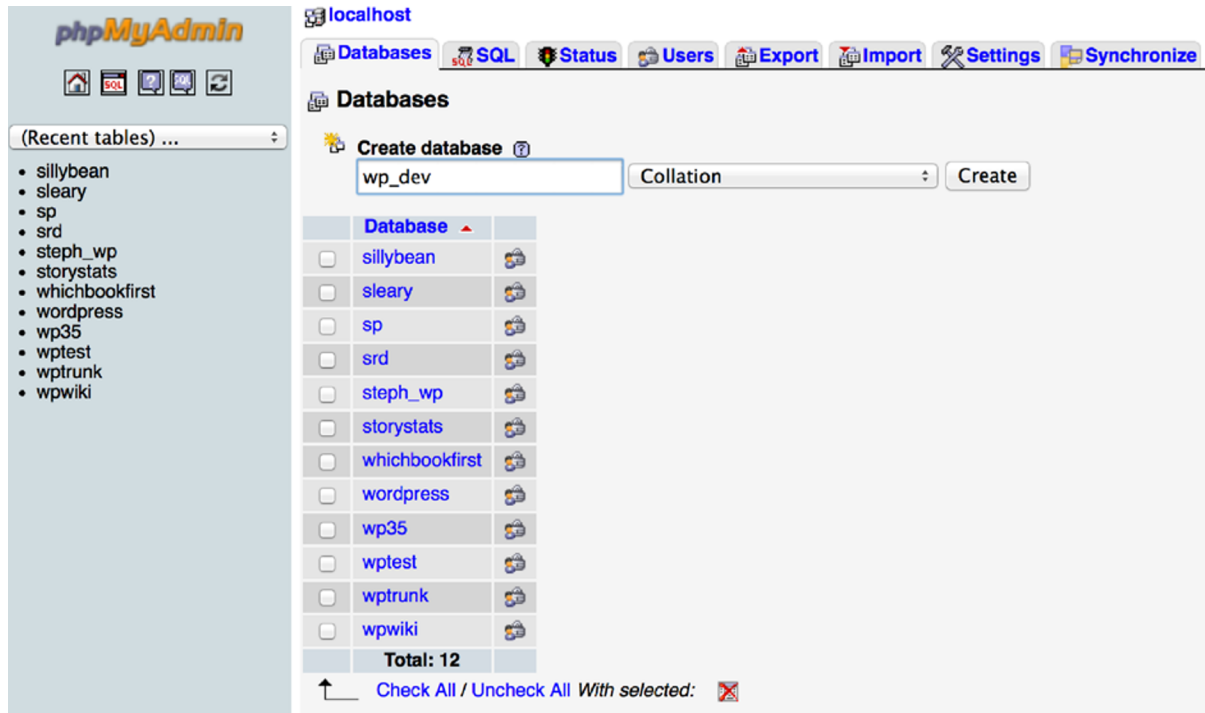 phpMyAdmin
(Recent tables) ...
sillybean
sleary
sp
srd
steph_wp
storystats
whichbookfirst
wordpress
wp35
wptest
wptrunk
wpwiki
localhost
Databases SQL Status Users Export Import Settings Synchronize
Databases
Create database
wp_dev Collation Create
Database
sillybean
sleary
sp
srd
steph_wp
storystats
whichbookfirst
wordpress
wp35
wptest
wptrunk
wpwiki
Total: 12
Check All / Uncheck All With selected: